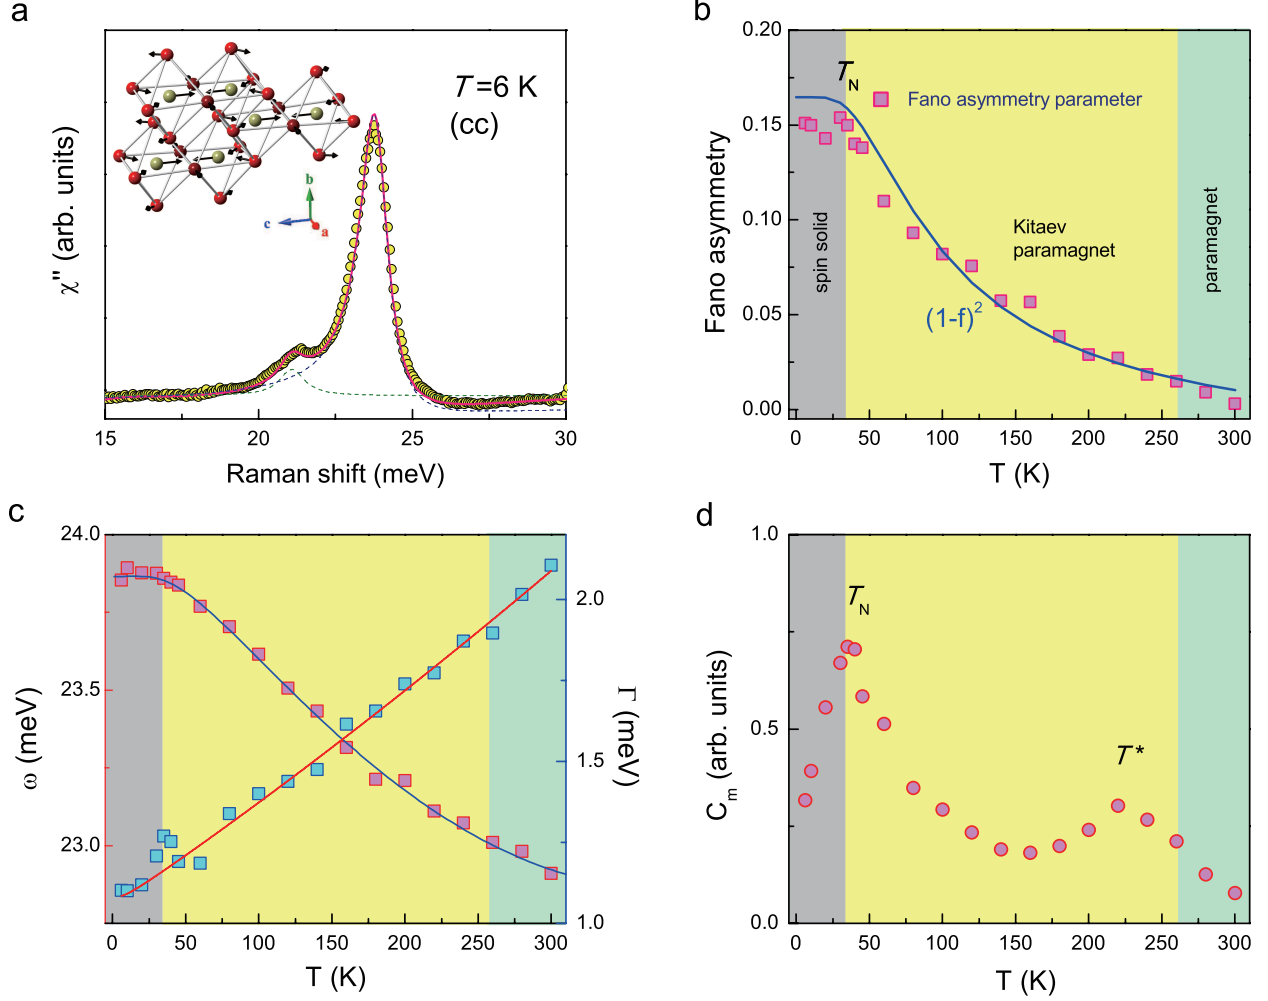 a
T=6 K
(cc)
b
c
a
χ'' (arb. units)
15
20
25
30
Raman shift (meV)
b
0.20
0.15
0.10
0.05
0.00
Fano asymmetry
T_N
Fano asymmetry parameter
spin solid
Kitaev
paramagnet
paramagnet
(1-f)²
0
50
100
150
200
250
300
T (K)
c
24.0
23.5
23.0
ω (meV)
2.0
1.5
1.0
Γ (meV)
0
50
100
150
200
250
300
T (K)
d
1.0
0.5
0.0
C_m (arb. units)
T_N
T*
0
50
100
150
200
250
300
T (K)